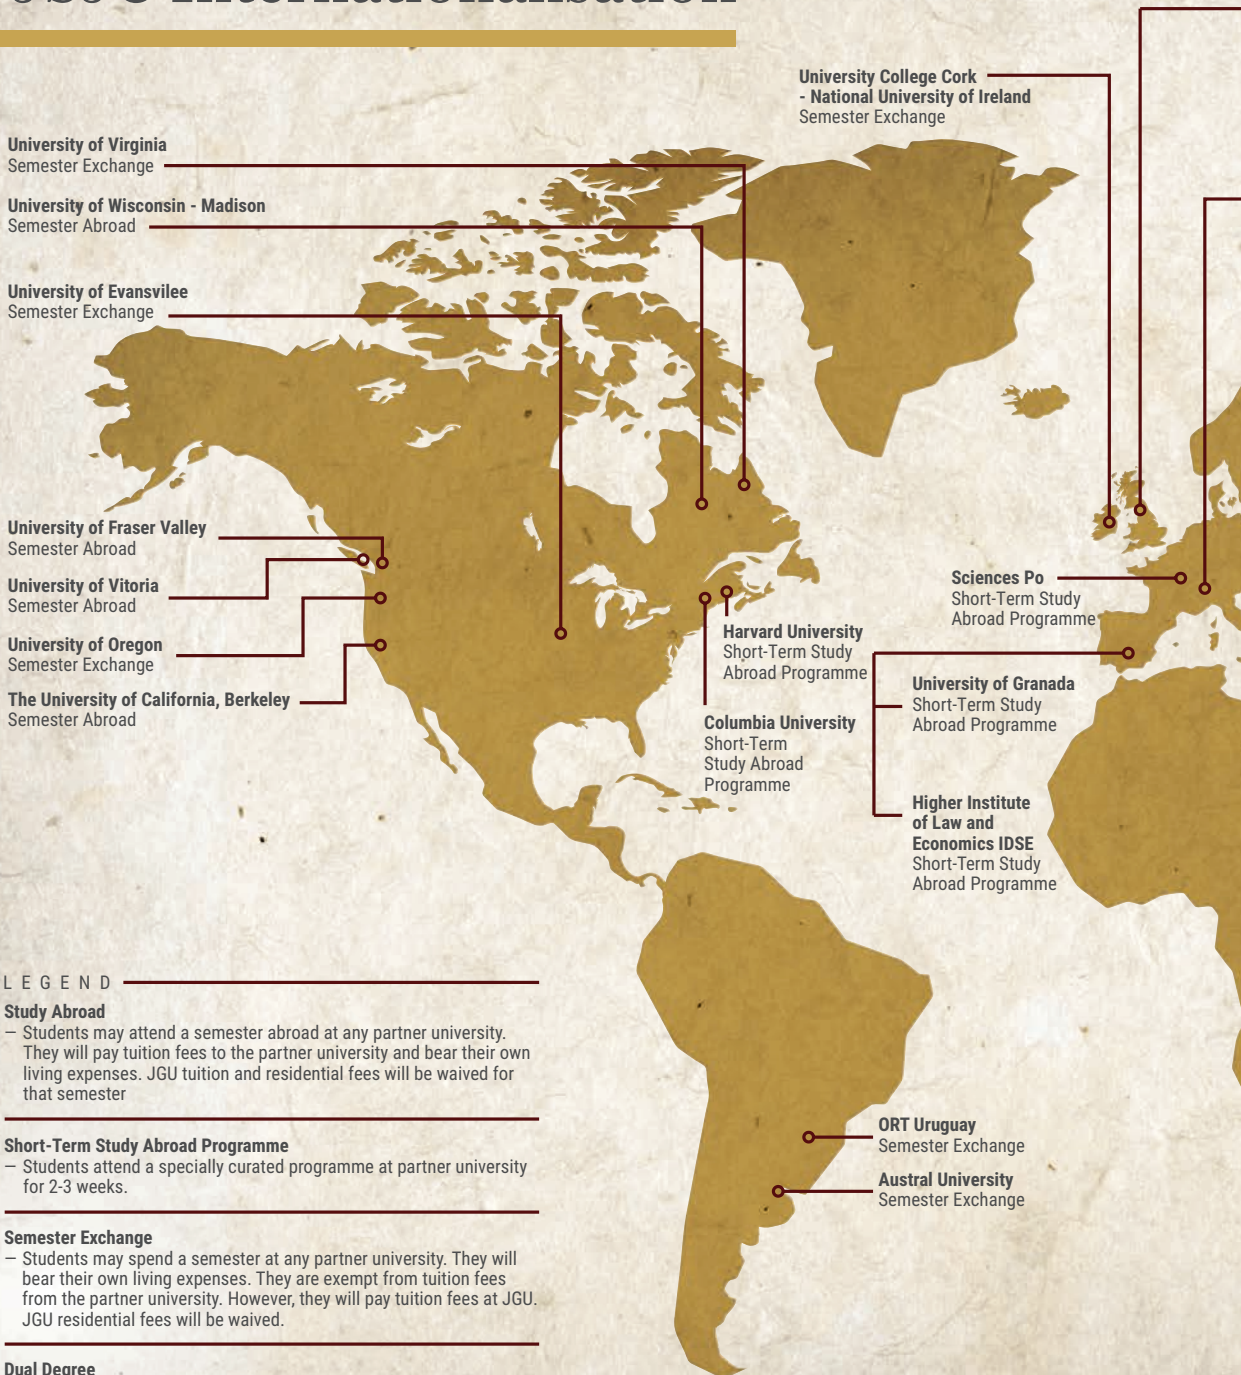 Internationalisation
University College Cork
- National University of Ireland
Semester Exchange
University of Virginia
Semester Exchange
University of Wisconsin - Madison
Semester Abroad
University of Evansvilee
Semester Exchange
University of Fraser Valley
Semester Abroad
University of Vitoria
Semester Abroad
University of Oregon
Semester Exchange
The University of California, Berkeley
Semester Abroad
Harvard University
Short-Term Study
Abroad Programme
Columbia University
Short-Term
Study Abroad
Programme
Sciences Po
Short-Term Study
Abroad Programme
University of Granada
Short-Term Study
Abroad Programme
Higher Institute
of Law and
Economics IDSE
Short-Term Study
Abroad Programme
ORT Uruguay
Semester Exchange
Austral University
Semester Exchange
LEGEND
Study Abroad
– Students may attend a semester abroad at any partner university.
They will pay tuition fees to the partner university and bear their own
living expenses. JGU tuition and residential fees will be waived for
that semester
Short-Term Study Abroad Programme
– Students attend a specially curated programme at partner university
for 2-3 weeks.
Semester Exchange
– Students may spend a semester at any partner university. They will
bear their own living expenses. They are exempt from tuition fees
from the partner university. However, they will pay tuition fees at JGU.
JGU residential fees will be waived.
Dual Degree